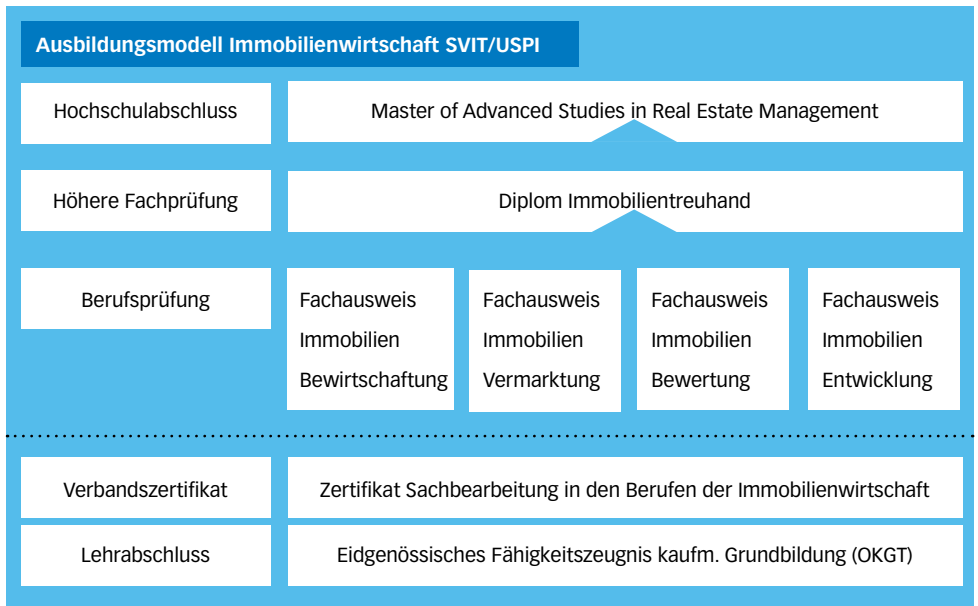 Ausbildungsmodell Immobilienwirtschaft SVIT/USPI
Hochschulabschluss
Master of Advanced Studies in Real Estate Management
Höhere Fachprüfung
Diplom Immobilientreuhand
Berufsprüfung
Fachausweis
Immobilien
Bewirtschaftung
Fachausweis
Immobilien
Vermarktung
Fachausweis
Immobilien
Bewertung
Fachausweis
Immobilien
Entwicklung
Verbandszertifikat
Zertifikat Sachbearbeitung in den Berufen der Immobilienwirtschaft
Lehrabschluss
Eidgenössisches Fähigkeitszeugnis kaufm. Grundbildung (OKGT)